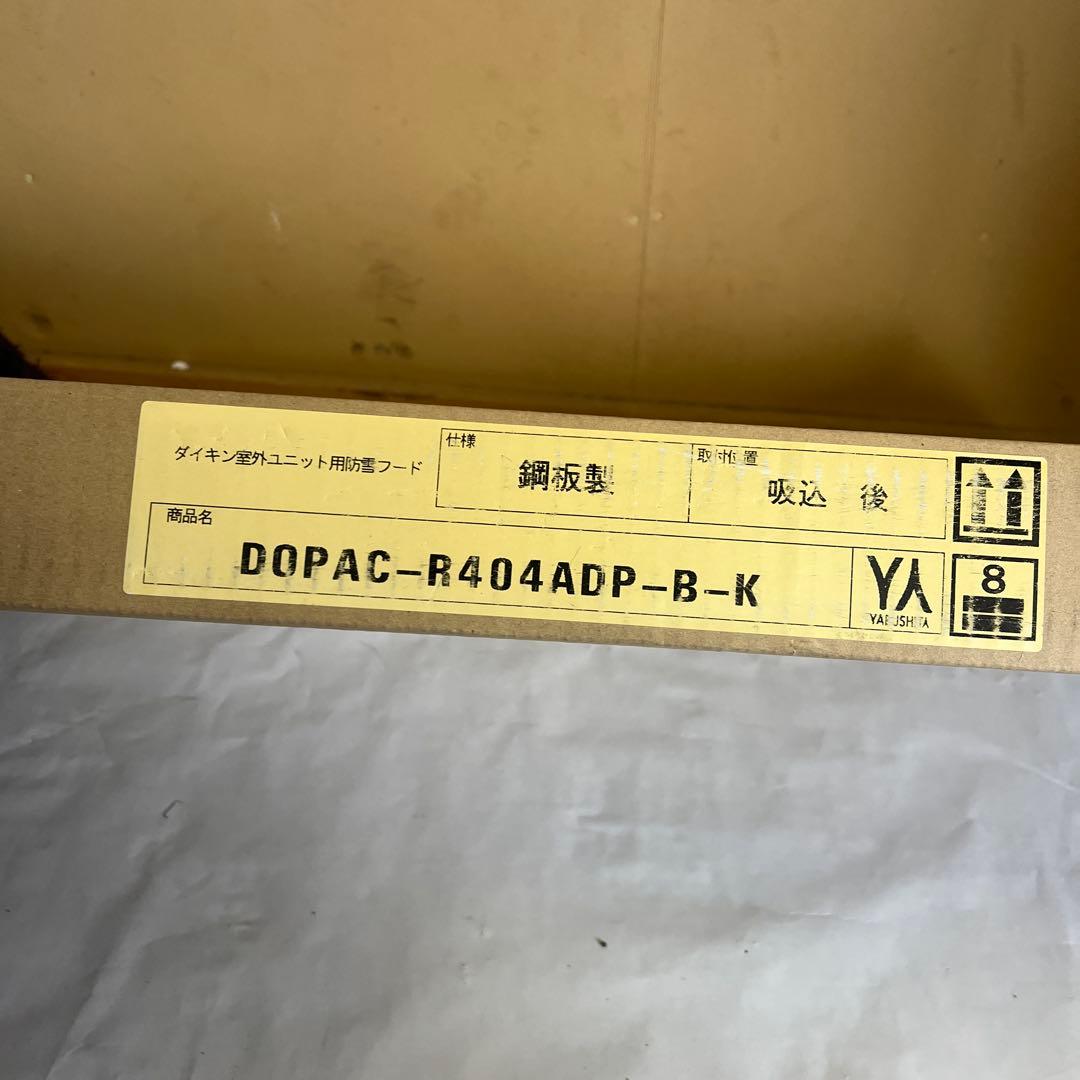 ダイキン室外ユニット用防雪フード
仕様
鋼板製
取付位置
吸込 後
商品名
DOPAC-R404ADP-B-K
YABUSHITA
8